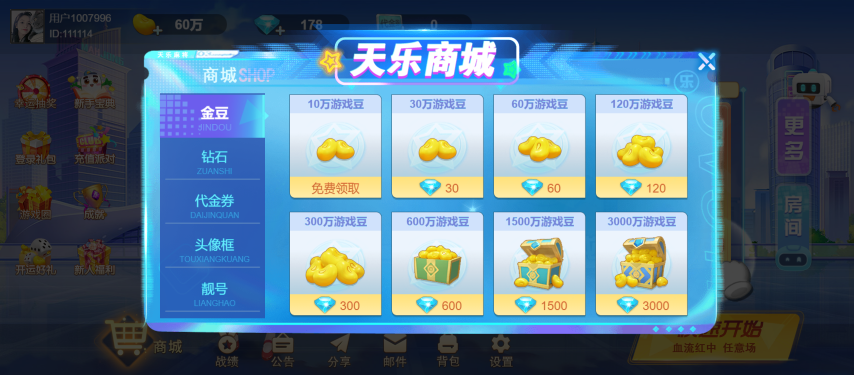 用户1007996
ID:111114
60万
178
0
天乐商城
商城SHOP
金豆
JINDOU
钻石
ZUANSHI
代金券
DAIJINQUAN
头像框
TOUXIANGKUANG
靓号
LIANGHAO
10万游戏豆
30万游戏豆
60万游戏豆
120万游戏豆
免费领取
30
60
120
300万游戏豆
600万游戏豆
1500万游戏豆
3000万游戏豆
300
600
1500
3000
幸运抽奖
新手宝典
登录礼包
充值派对
游戏圈
成就
开运好礼
新人福利
乐
更多
房间
商城
战绩
公告
分享
邮件
背包
设置
开始
血流红中 任意场